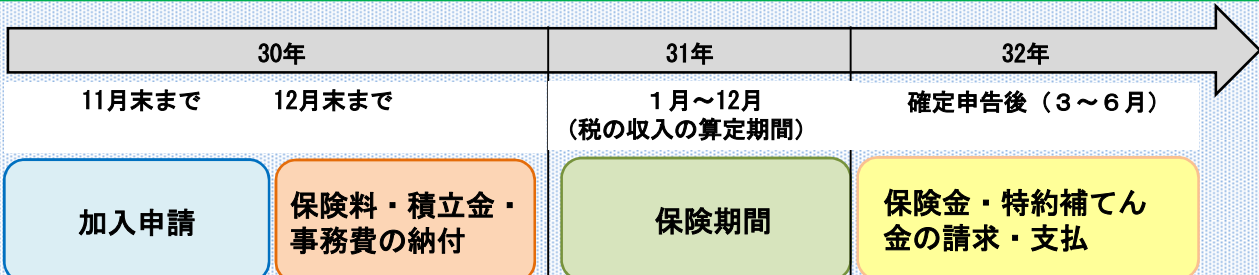 30年
31年
32年
11月末まで
12月末まで
１月～12月
（税の収入の算定期間）
確定申告後（３～６月）
加入申請
保険料・積立金・
事務費の納付
保険期間
保険金・特約補てん
金の請求・支払